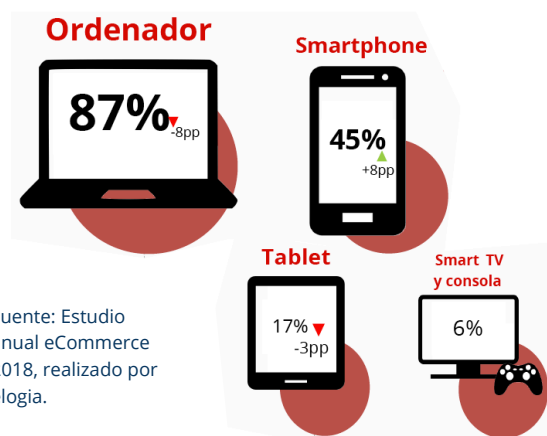 Ordenador
87%
-8pp
Smartphone
45%
+8pp
Tablet
17%
-3pp
Smart TV
y consola
6%
uente: Estudio
nual eCommerce
018, realizado por
logia.